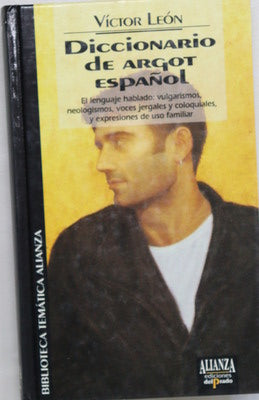 VÍCTOR LEÓN
Diccionario
de argot
español
El lenguaje hablado: vulgarismos,
neologismos, voces jergales y coloquiales,
y expresiones de uso familiar
BIBLIOTECA TEMÁTICA ALIANZA
ALIANZA
ediciones
del Prado